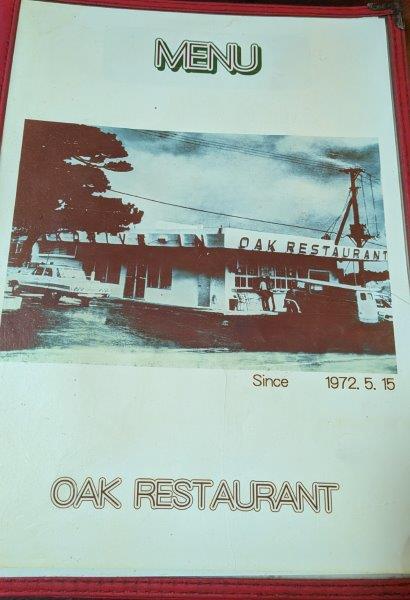 MENU
OAK RESTAURANT
Since 1972. 5. 15
OAK RESTAURANT